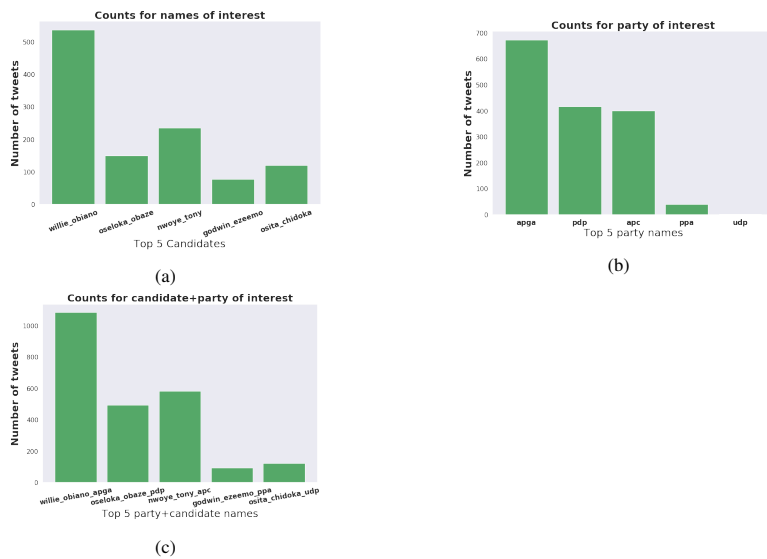 Counts for names of interest
Number of tweets
500
400
300
200
100
0
willie_obiano
oseloka_obaze
nwoye_tony
godwin_ezeemo
osita_chidoka
Top 5 Candidates
(a)
Counts for party of interest
Number of tweets
700
600
500
400
300
200
100
0
apga pdp apc ppa udp
Top 5 party names
(b)
Counts for candidate+party of interest
Number of tweets
1000
800
600
400
200
0
willie_obiano_apga
oseloka_obaze_pdp
nwoye_tony_apc
godwin_ezeemo_ppa
osita_chidoka_udp
Top 5 party+candidate names
(c)